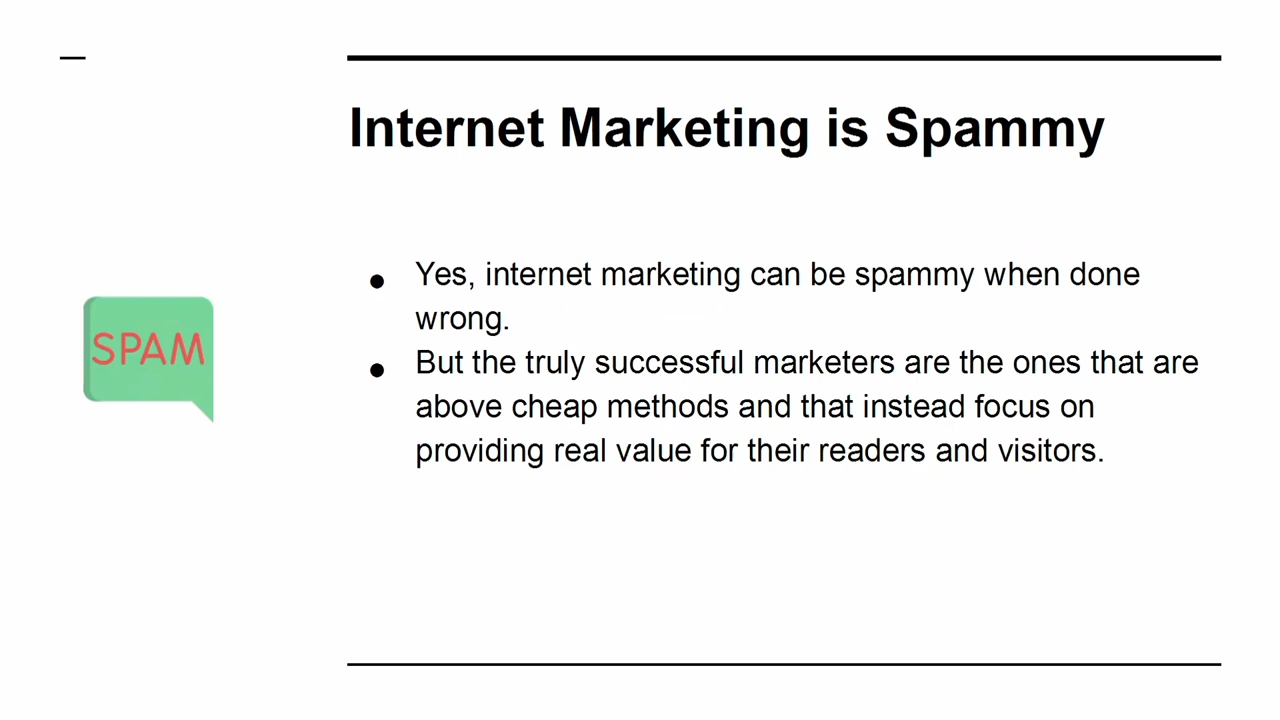 Internet Marketing is Spammy
SPAM
● Yes, internet marketing can be spammy when done
wrong.
● But the truly successful marketers are the ones that are
above cheap methods and that instead focus on
providing real value for their readers and visitors.